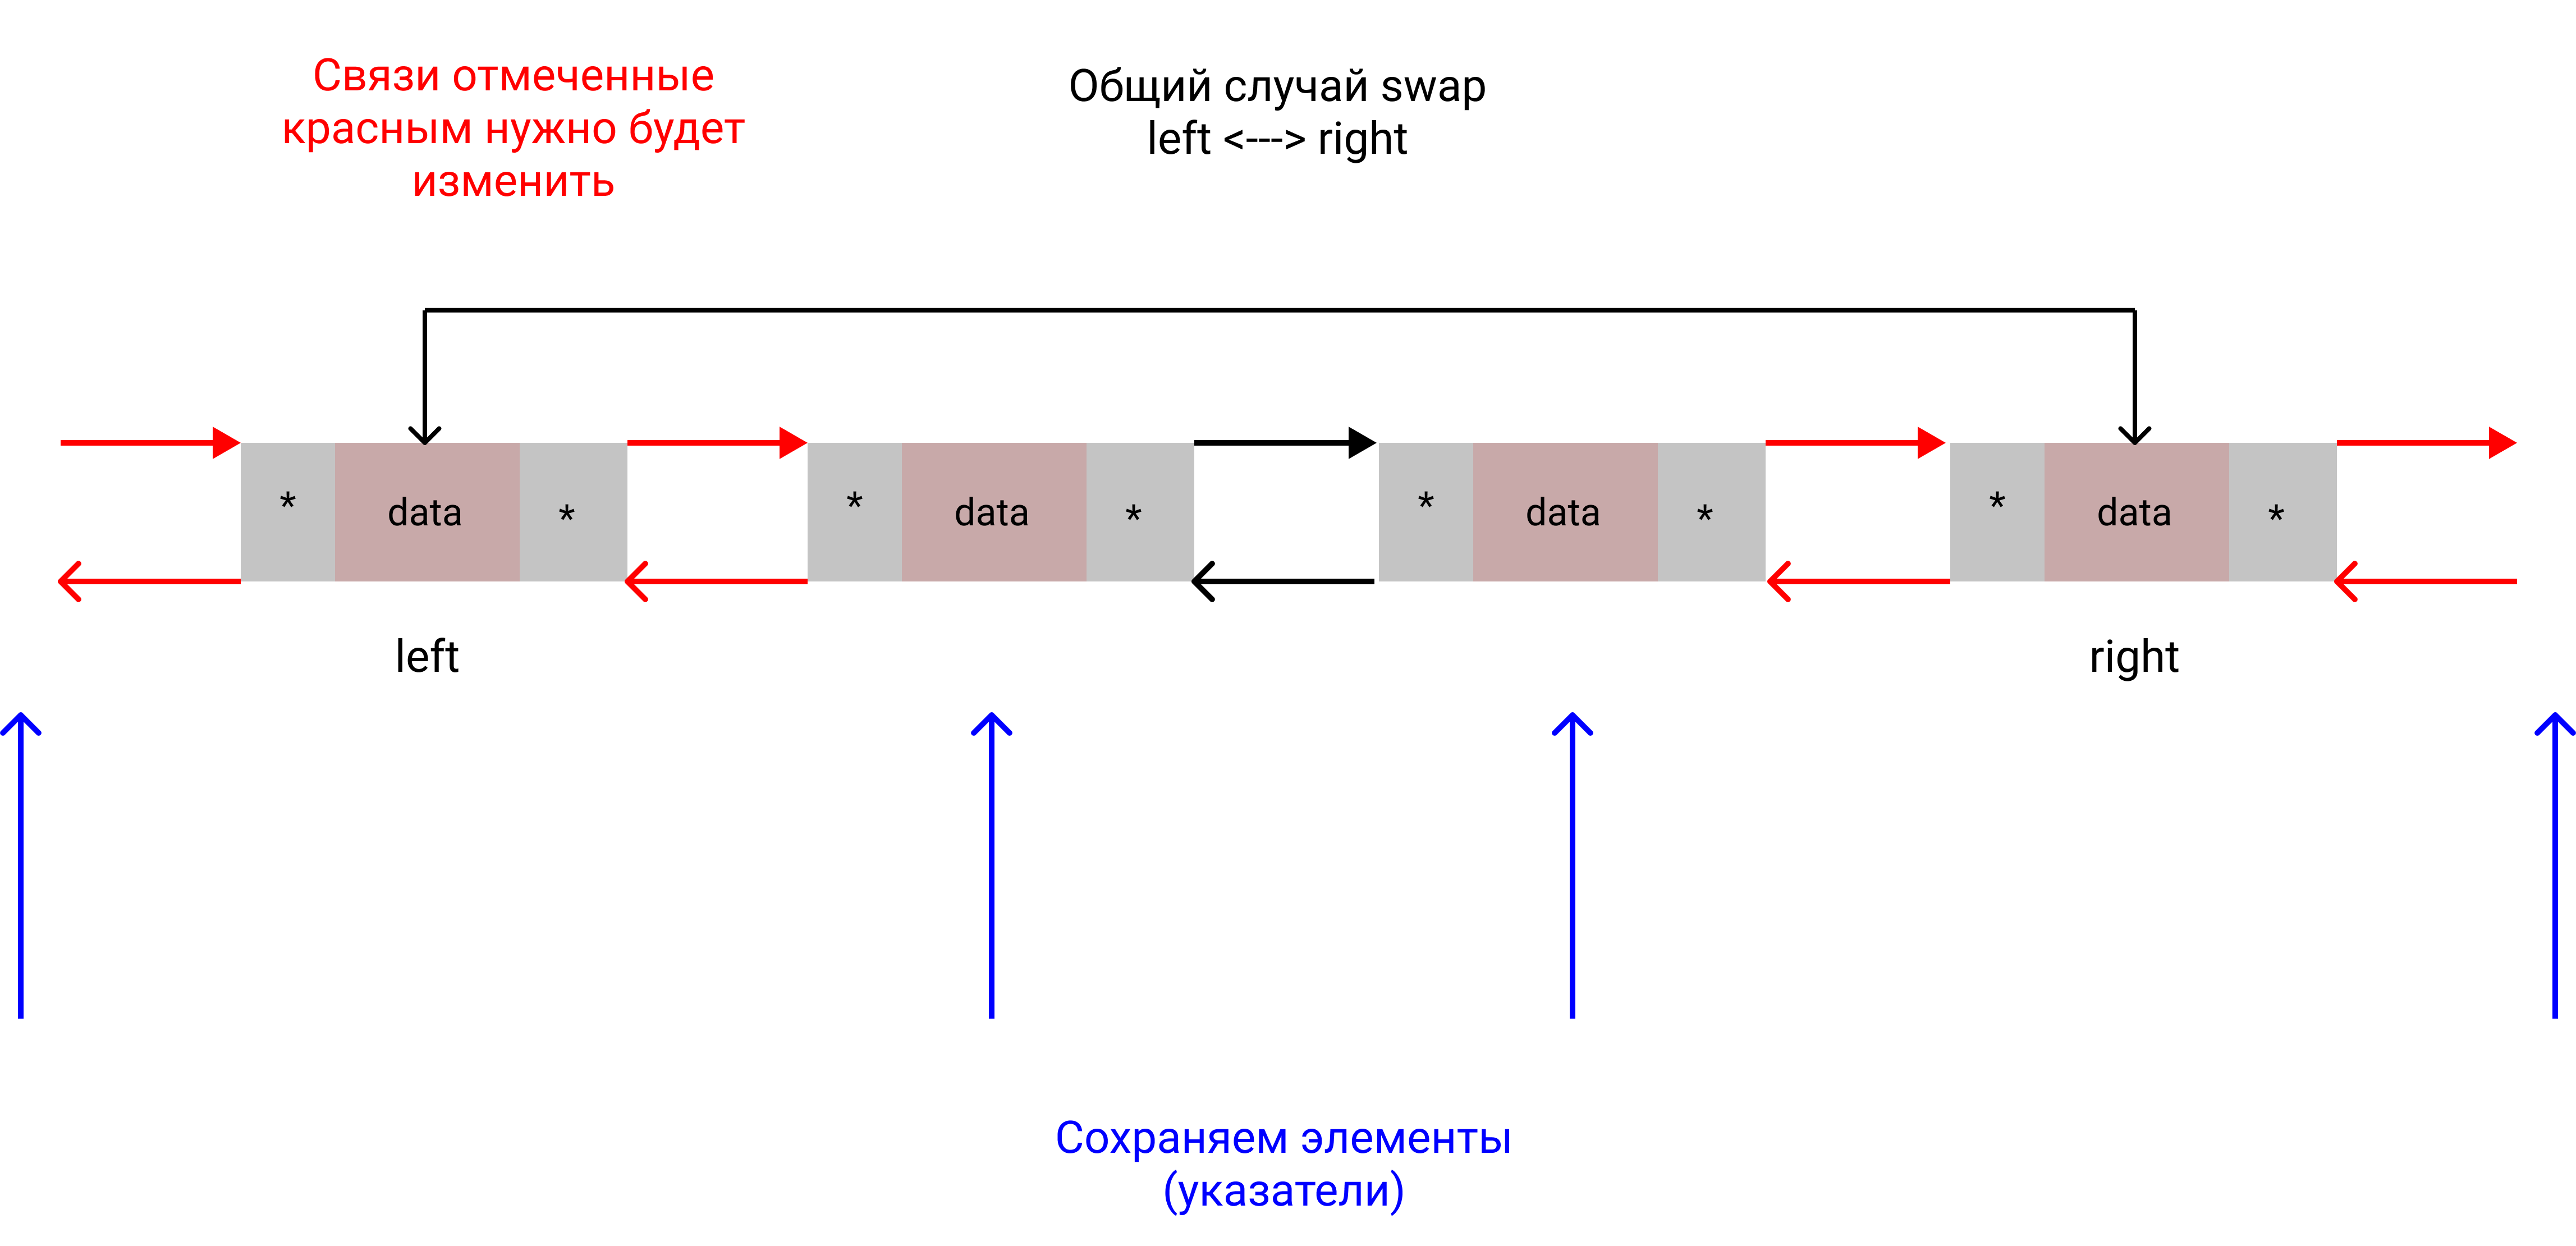 Связи отмеченные
красным нужно будет
изменить
Общий случай swap
left <---> right
* data * * data * * data * * data *
left right
Сохраняем элементы
(указатели)